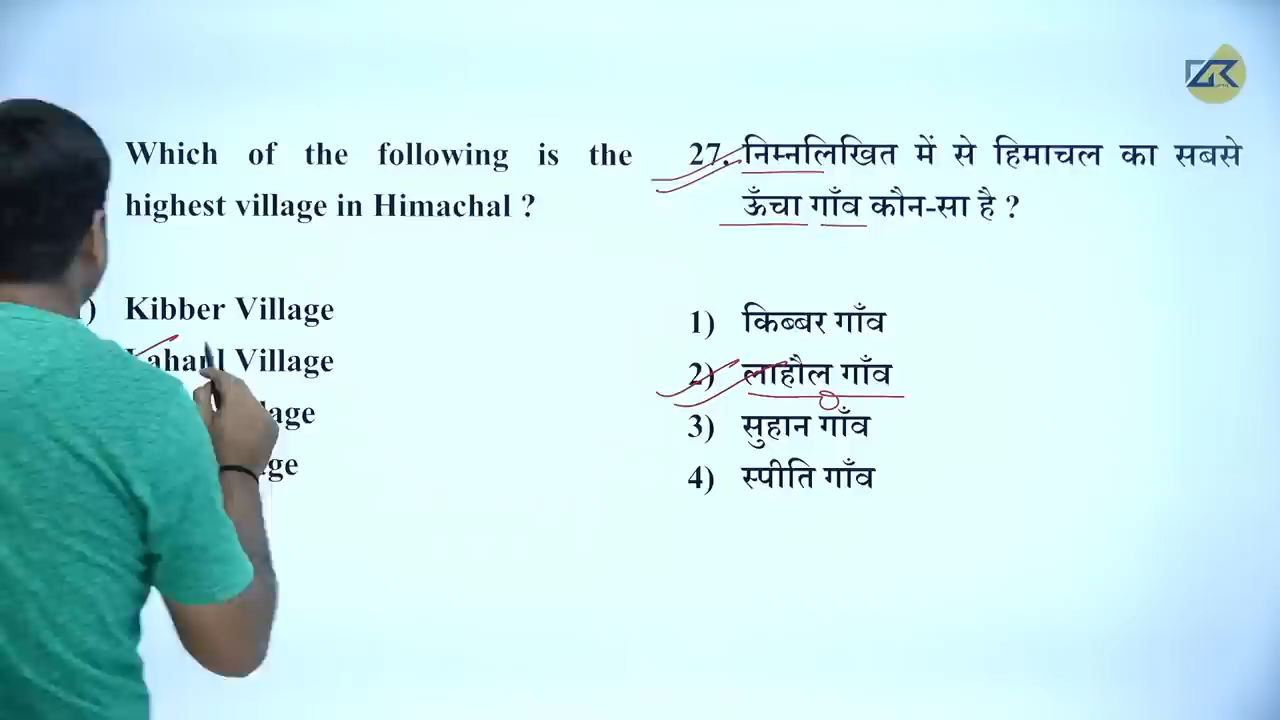 Which of the following is the
highest village in Himachal ?
Kibber Village
Lahaul Village
27. निम्नलिखित में से हिमाचल का सबसे
ऊँचा गाँव कौन-सा है ?
1) किब्बर गाँव
2) लाहौल गाँव
3) सुहान गाँव
4) स्पीति गाँव